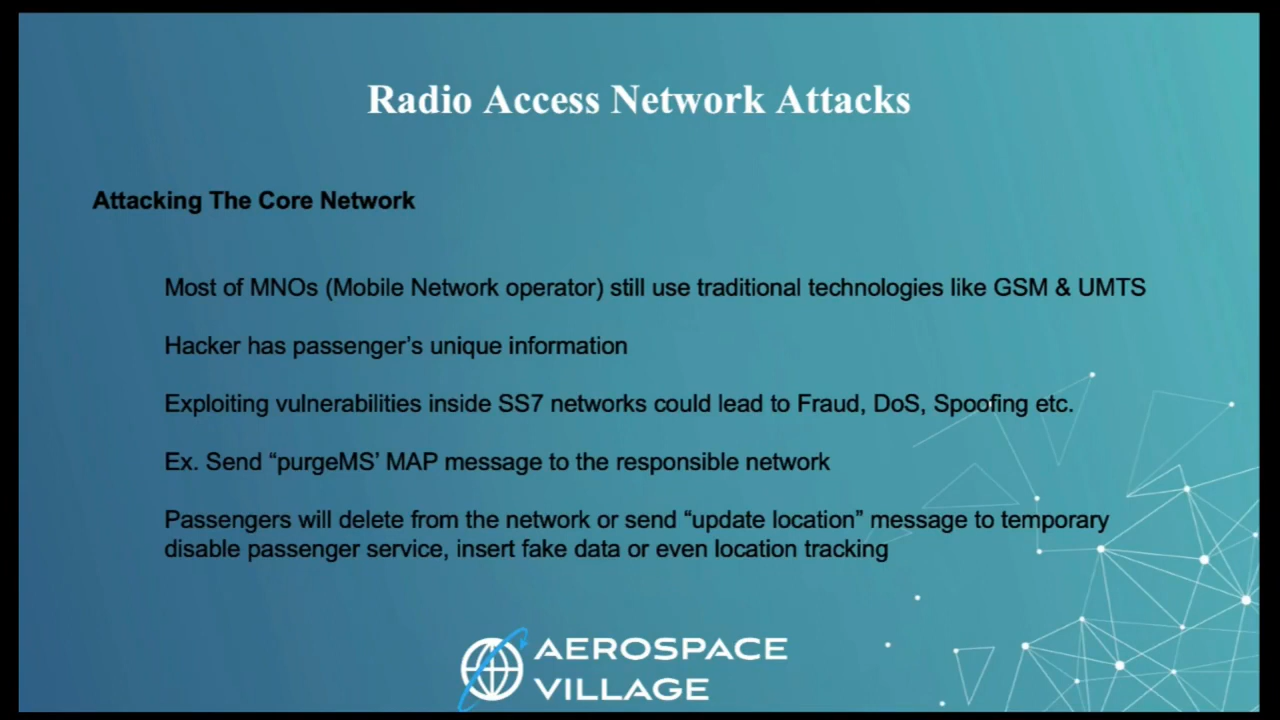 Radio Access Network Attacks
Attacking The Core Network
Most of MNOs (Mobile Network operator) still use traditional technologies like GSM & UMTS
Hacker has passenger’s unique information
Exploiting vulnerabilities inside SS7 networks could lead to Fraud, DoS, Spoofing etc.
Ex. Send “purgeMS’ MAP message to the responsible network
Passengers will delete from the network or send “update location” message to temporary
disable passenger service, insert fake data or even location tracking
AEROSPACE
VILLAGE